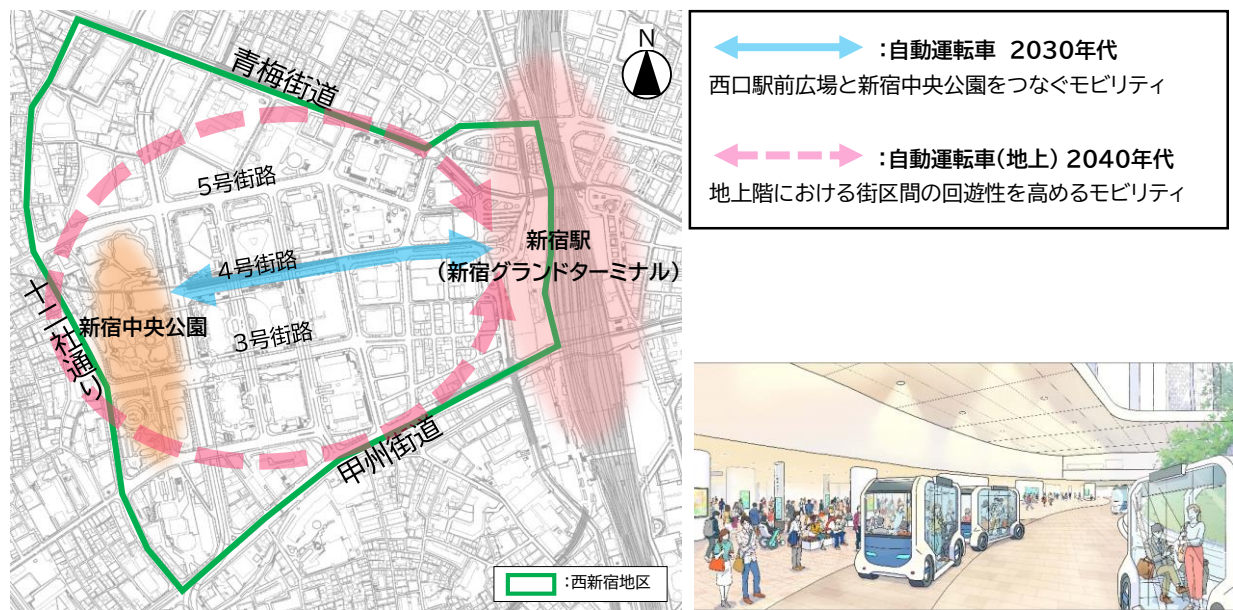 青梅街道
N
5号街路
新宿駅
(新宿グランドターミナル)
4号街路
新宿中央公園
3号街路
十二社通り
甲州街道
:西新宿地区
:自動運転車 2030年代
西口駅前広場と新宿中央公園をつなぐモビリティ
:自動運転車(地上) 2040年代
地上階における街区間の回遊性を高めるモビリティ